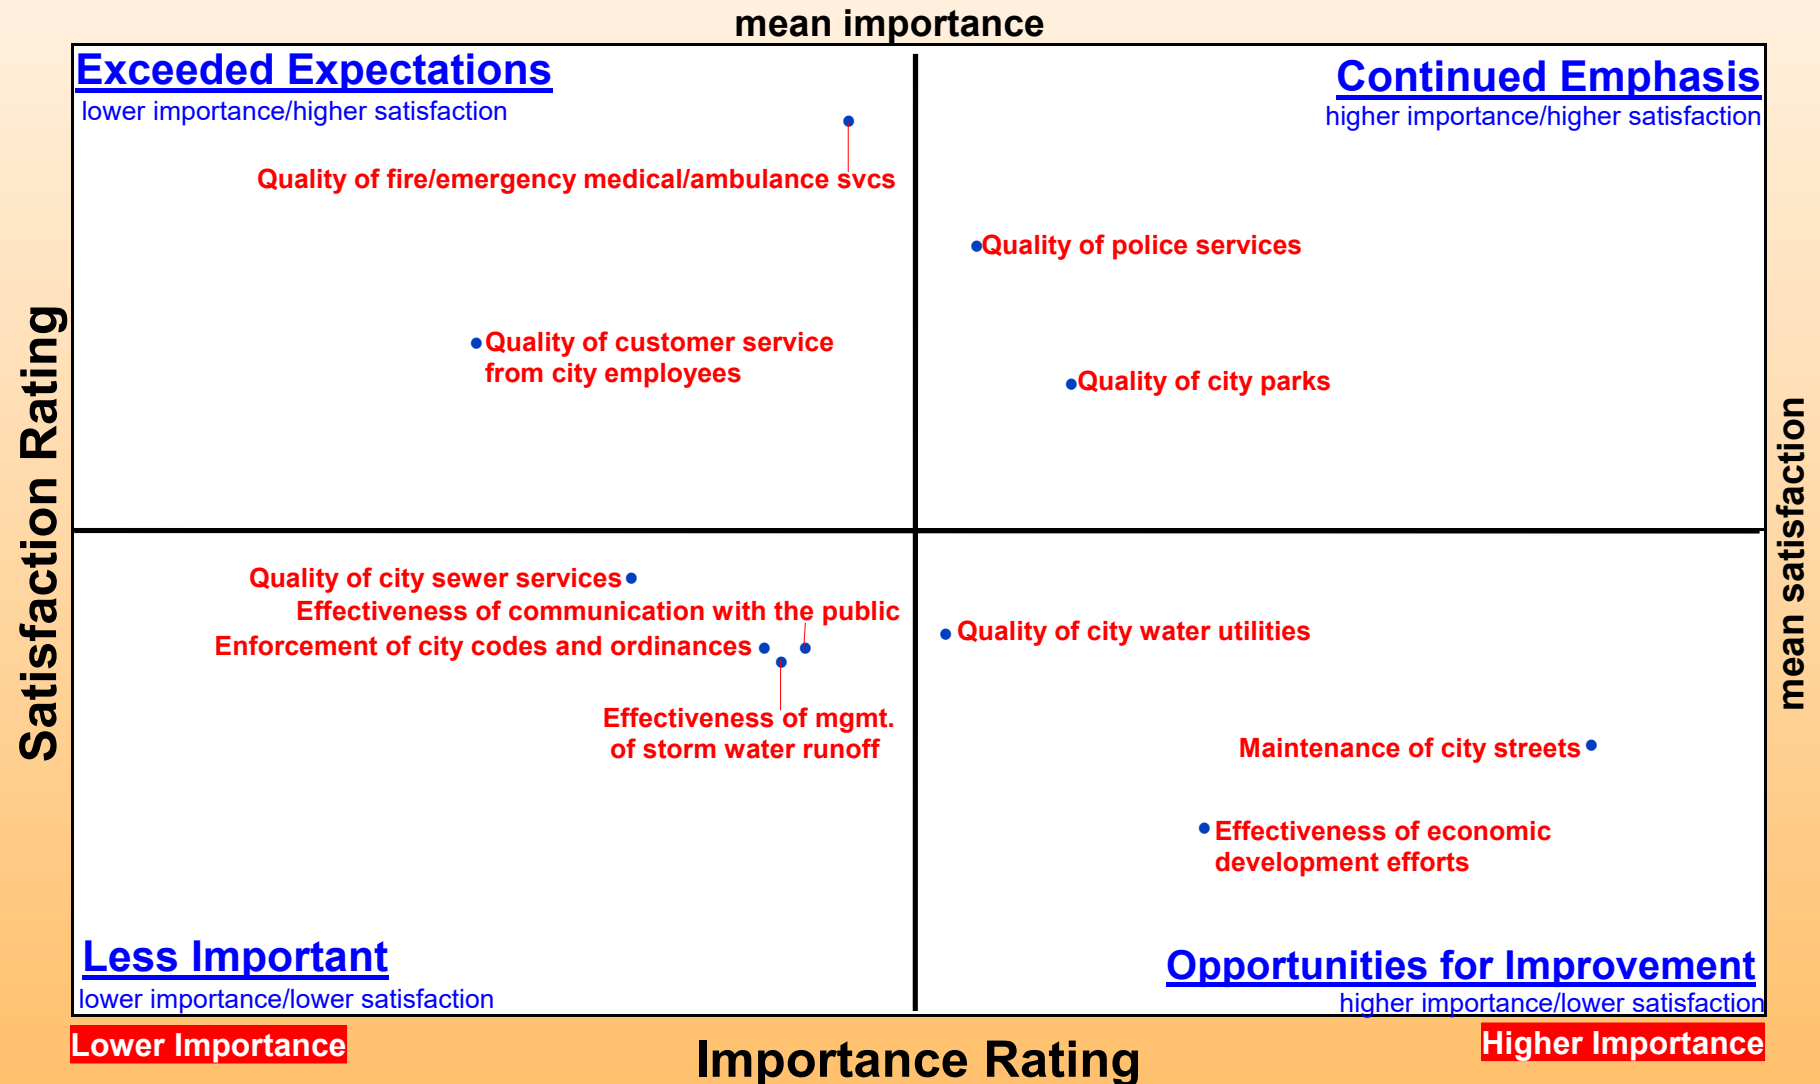 mean importance
Exceeded Expectations
lower importance/higher satisfaction
Continued Emphasis
higher importance/higher satisfaction
Quality of fire/emergency medical/ambulance svcs
Quality of police services
Quality of customer service
from city employees
Quality of city parks
Satisfaction Rating
mean satisfaction
Quality of city sewer services
Effectiveness of communication with the public
Enforcement of city codes and ordinances
Effectiveness of mgmt.
of storm water runoff
Quality of city water utilities
Maintenance of city streets
Effectiveness of economic
development efforts
Less Important
lower importance/lower satisfaction
Opportunities for Improvement
higher importance/lower satisfaction
Lower Importance
Importance Rating
Higher Importance